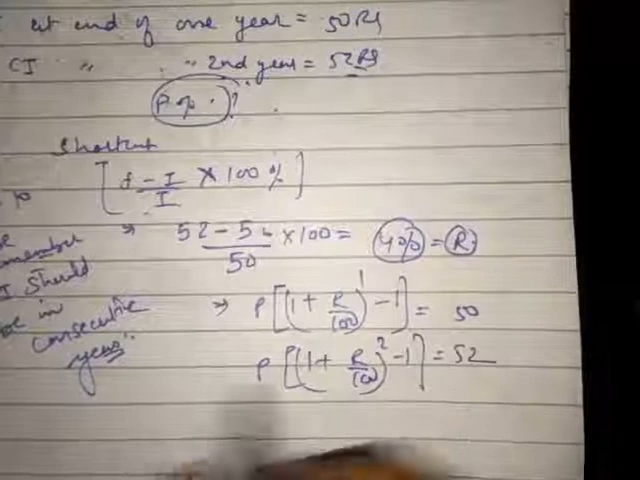 at end of one year = 50Rs
CI " " 2nd year = 52Rs
P %. ?
Shortcut
[f - I / I × 100 %]
⇒ 52 - 50 / 50 × 100 = 4% = R
I should
be in
consecutive
years"
⇒ P[(1 + R/100)^1 - 1] = 50
P[(1 + R/100)^2 - 1] = 52